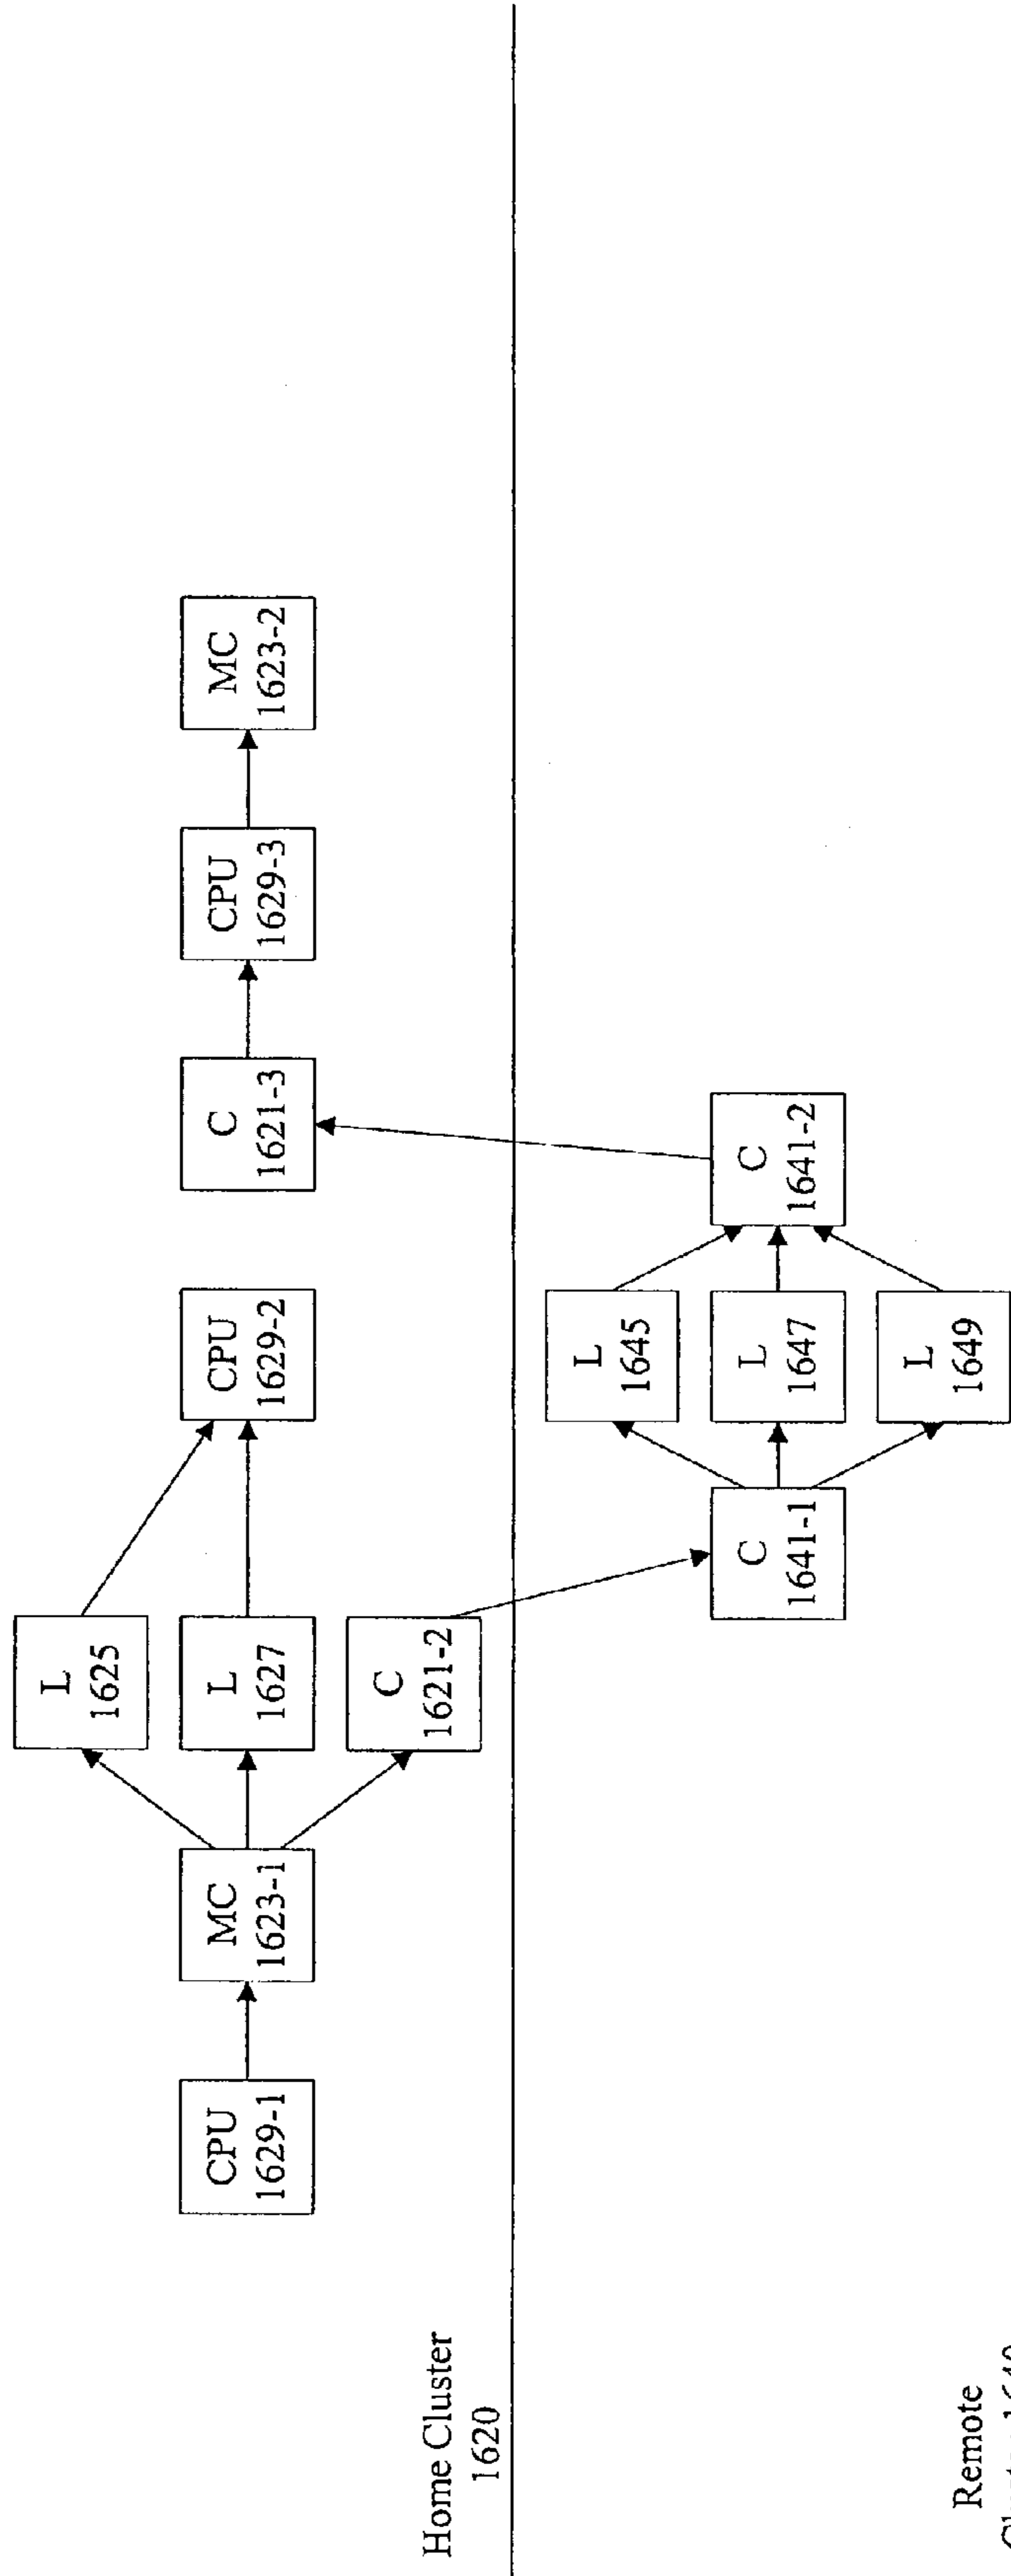 L
1625
CPU
1629-1
MC
1623-1
L
1627
CPU
1629-2
C
1621-3
CPU
1629-3
MC
1623-2
C
1621-2
Home Cluster
1620
L
1645
C
1641-1
L
1647
C
1641-2
L
1649
Remote